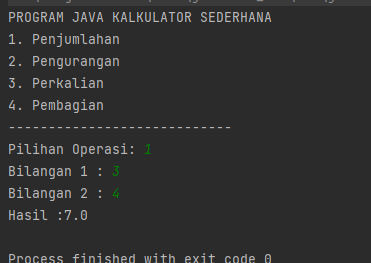 PROGRAM JAVA KALKULATOR SEDERHANA
1. Penjumlahan
2. Pengurangan
3. Perkalian
4. Pembagian
----------------------------
Pilihan Operasi: 1
Bilangan 1 : 3
Bilangan 2 : 4
Hasil :7.0
Process finished with exit code 0